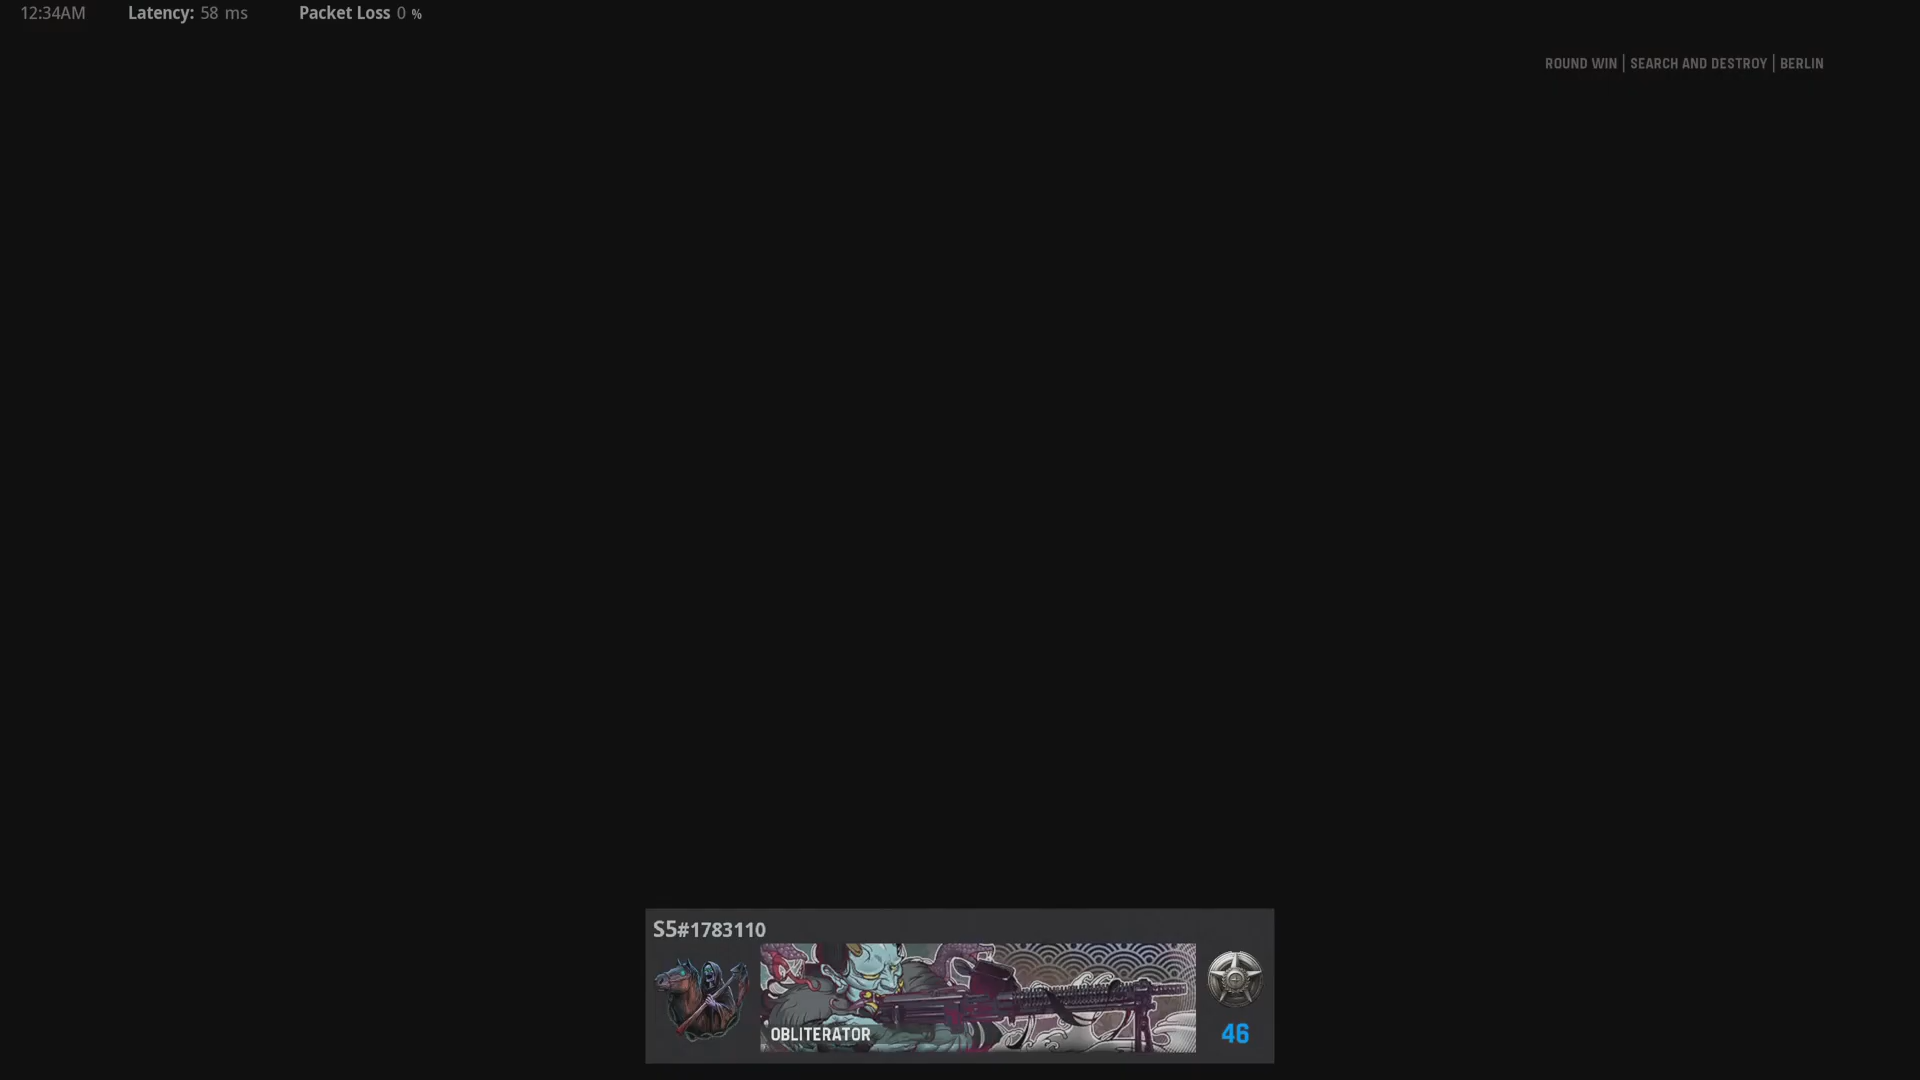 12:34AM Latency: 58 ms Packet Loss 0 %
ROUND WIN | SEARCH AND DESTROY | BERLIN
S5#1783110
OBLITERATOR
46